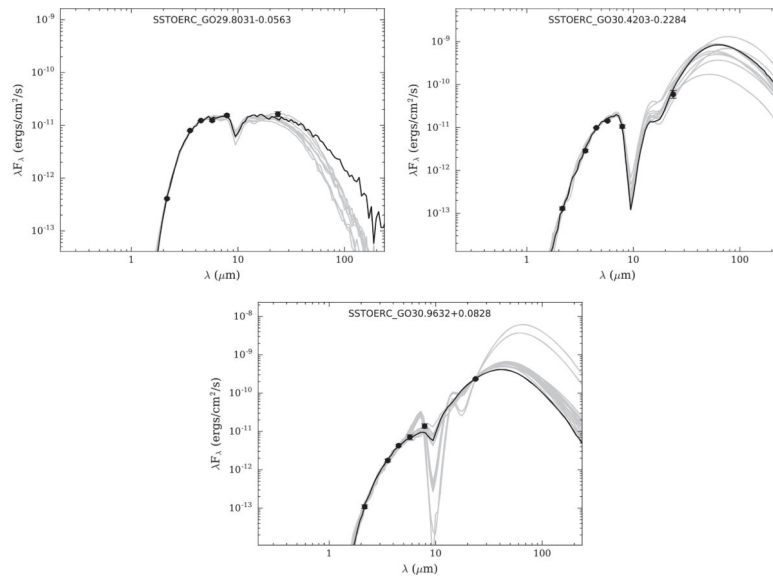 SSTOERC_GO29.8031-0.0563
10⁻⁹
10⁻¹⁰
10⁻¹¹
10⁻¹²
10⁻¹³
λFλ (ergs/cm²/s)
1 10 100
λ (μm)
SSTOERC_GO30.4203-0.2284
10⁻⁹
10⁻¹⁰
10⁻¹¹
10⁻¹²
10⁻¹³
λFλ (ergs/cm²/s)
1 10 100
λ (μm)
SSTOERC_GO30.9632+0.0828
10⁻⁸
10⁻⁹
10⁻¹⁰
10⁻¹¹
10⁻¹²
10⁻¹³
λFλ (ergs/cm²/s)
1 10 100
λ (μm)